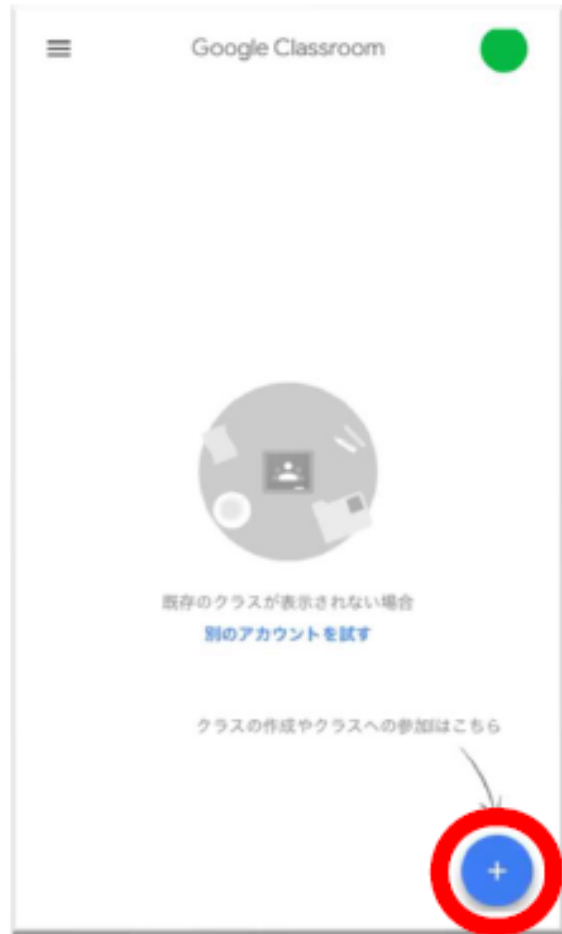 Google Classroom
既存のクラスが表示されない場合
別のアカウントを試す
クラスの作成やクラスへの参加はこちら
+